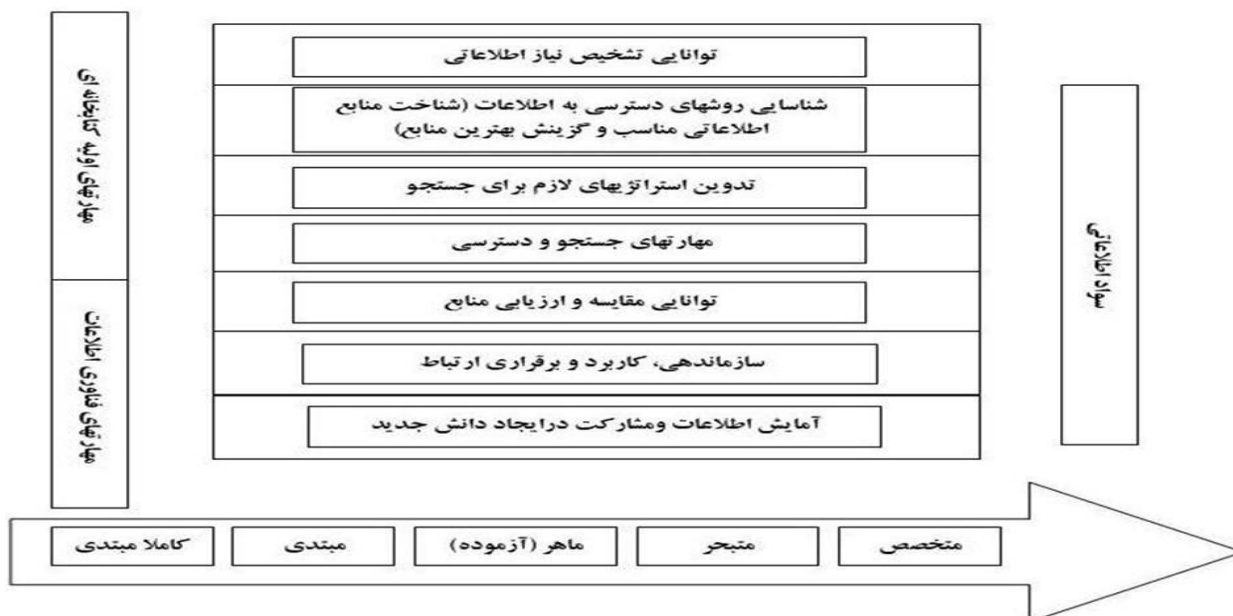 مهارتهای اولیه کتابخانه ای
مهارتهای فناوری اطلاعات
توانایی تشخیص نیاز اطلاعاتی
شناسایی روشهای دسترسی به اطلاعات (شناخت منابع
اطلاعاتی مناسب و گزینش بهترین منابع)
تدوین استراتژیهای لازم برای جستجو
مهارتهای جستجو و دسترسی
توانایی مقایسه و ارزیابی منابع
سازماندهی، کاربرد و برقراری ارتباط
آمایش اطلاعات ومشارکت درایجاد دانش جدید
سواد اطلاعاتی
کاملا مبتدی
مبتدی
ماهر (آزموده)
متبحر
متخصص